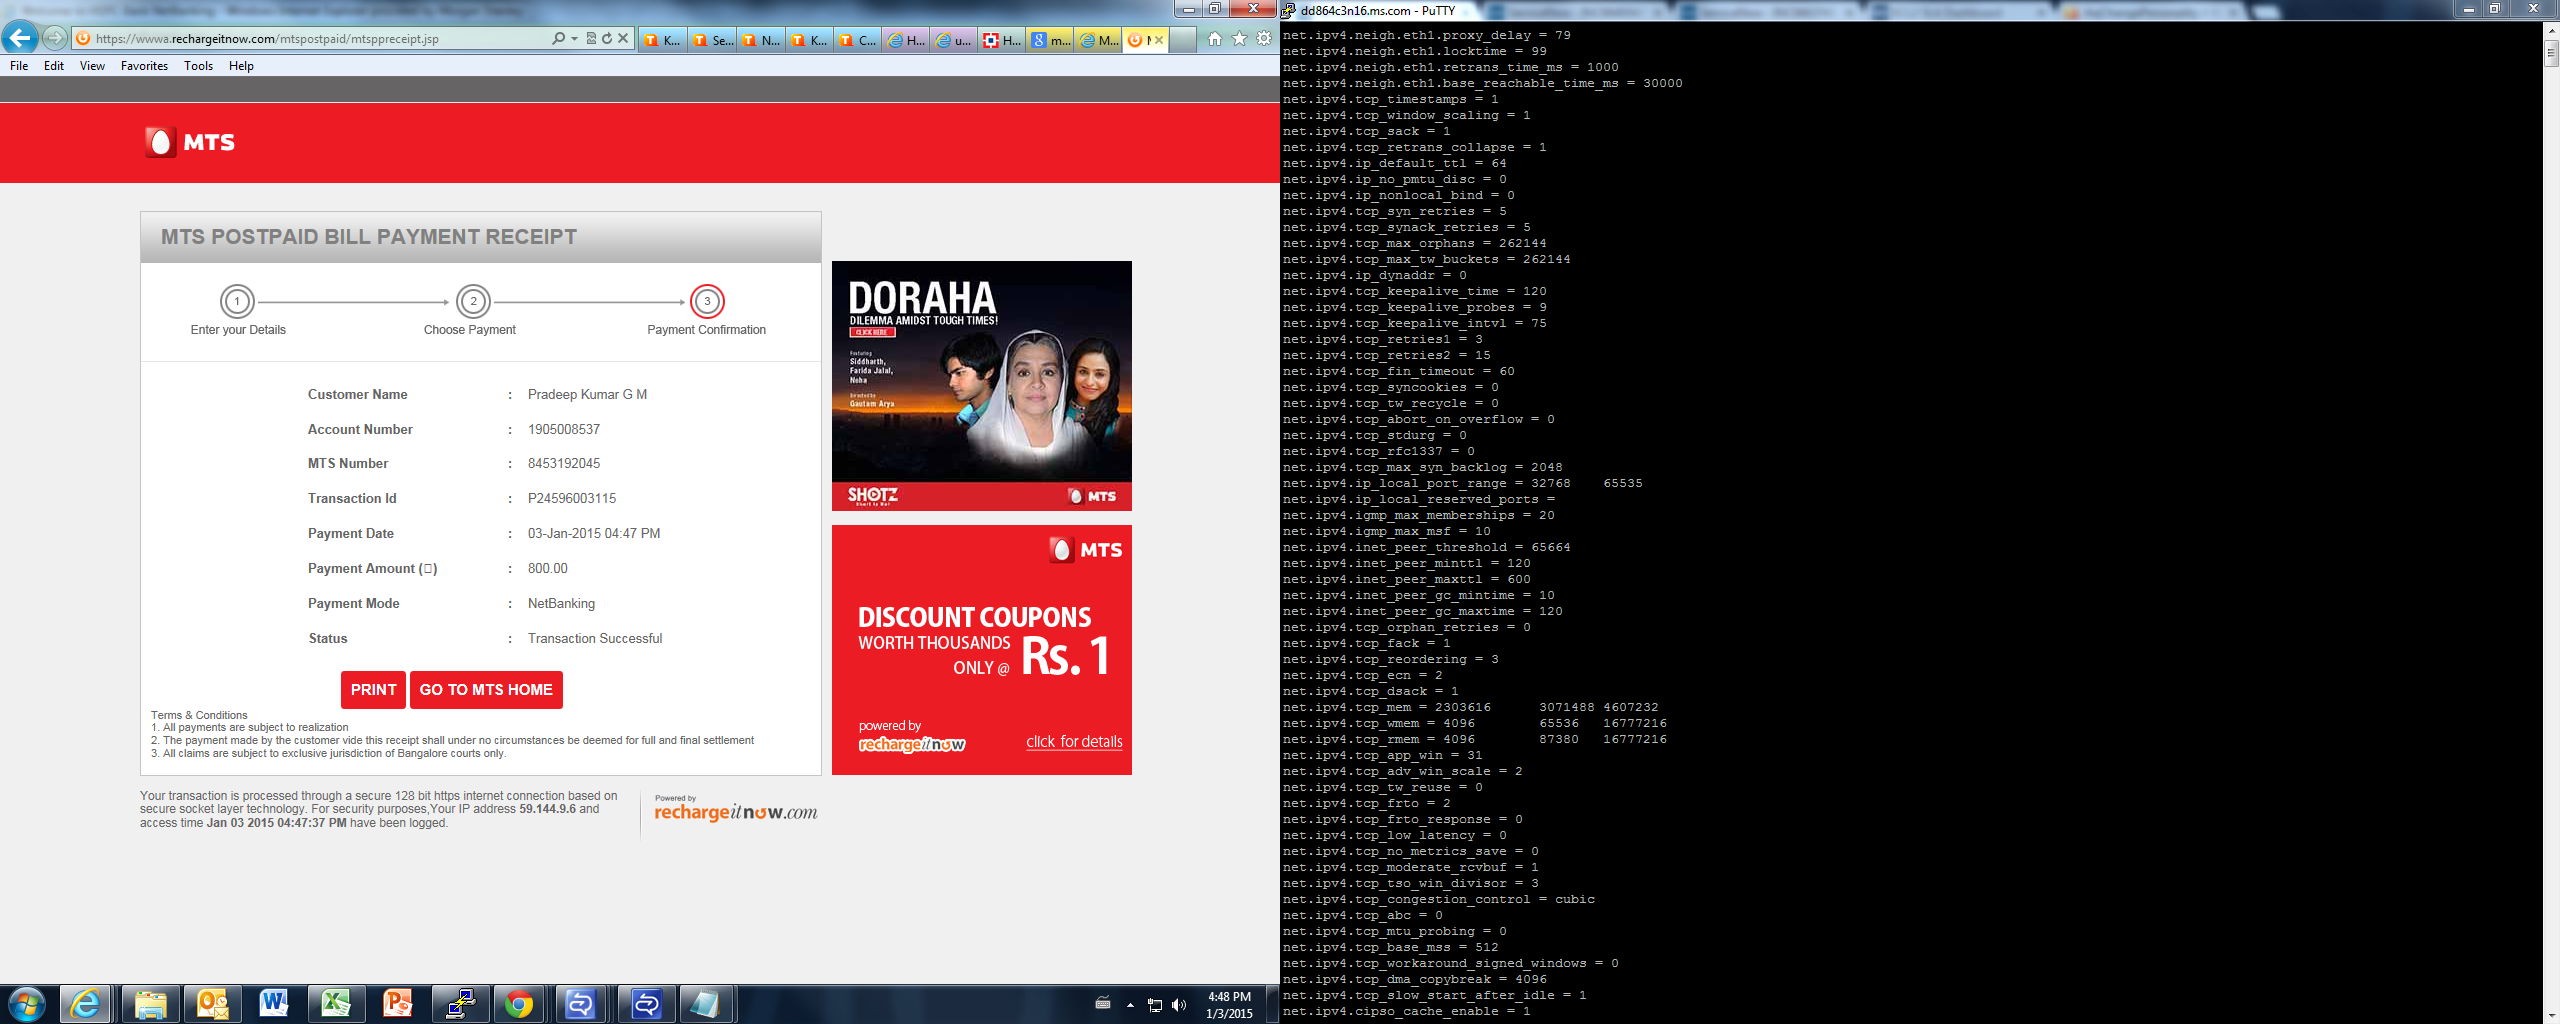 https://wwwa.rechargeitnow.com/mtspostpaid/mtsppreceipt.jsp
K...
Se...
N...
K...
C...
H...
u...
H...
m...
M...
File Edit View Favorites Tools Help
MTS
MTS POSTPAID BILL PAYMENT RECEIPT
1 2 3
Enter your Details Choose Payment Payment Confirmation
Customer Name : Pradeep Kumar G M
Account Number : 1905008537
MTS Number : 8453192045
Transaction Id : P24596003115
Payment Date : 03-Jan-2015 04:47 PM
Payment Amount (▯) : 800.00
Payment Mode : NetBanking
Status : Transaction Successful
PRINT GO TO MTS HOME
Terms & Conditions
1. All payments are subject to realization
2. The payment made by the customer vide this receipt shall under no circumstances be deemed for full and final settlement
3. All claims are subject to exclusive jurisdiction of Bangalore courts only.
Your transaction is processed through a secure 128 bit https internet connection based on
secure socket layer technology. For security purposes,Your IP address 59.144.9.6 and
access time Jan 03 2015 04:47:37 PM have been logged.
Powered by
rechargeitnow.com
DORAHA
DILEMMA AMIDST TOUGH TIMES!
CLICK HERE
Featuring
Siddharth,
Farida Jalal,
Neha
Directed by
Gautam Arya
SHOTZ
MTS
MTS
DISCOUNT COUPONS
WORTH THOUSANDS
ONLY @ Rs. 1
powered by
rechargeitnow
click for details
4:48 PM
1/3/2015
dd864c3n16.ms.com - PuTTY
net.ipv4.neigh.eth1.proxy_delay = 79
net.ipv4.neigh.eth1.locktime = 99
net.ipv4.neigh.eth1.retrans_time_ms = 1000
net.ipv4.neigh.eth1.base_reachable_time_ms = 30000
net.ipv4.tcp_timestamps = 1
net.ipv4.tcp_window_scaling = 1
net.ipv4.tcp_sack = 1
net.ipv4.tcp_retrans_collapse = 1
net.ipv4.ip_default_ttl = 64
net.ipv4.ip_no_pmtu_disc = 0
net.ipv4.ip_nonlocal_bind = 0
net.ipv4.tcp_syn_retries = 5
net.ipv4.tcp_synack_retries = 5
net.ipv4.tcp_max_orphans = 262144
net.ipv4.tcp_max_tw_buckets = 262144
net.ipv4.ip_dynaddr = 0
net.ipv4.tcp_keepalive_time = 120
net.ipv4.tcp_keepalive_probes = 9
net.ipv4.tcp_keepalive_intvl = 75
net.ipv4.tcp_retries1 = 3
net.ipv4.tcp_retries2 = 15
net.ipv4.tcp_fin_timeout = 60
net.ipv4.tcp_syncookies = 0
net.ipv4.tcp_tw_recycle = 0
net.ipv4.tcp_abort_on_overflow = 0
net.ipv4.tcp_stdurg = 0
net.ipv4.tcp_rfc1337 = 0
net.ipv4.tcp_max_syn_backlog = 2048
net.ipv4.ip_local_port_range = 32768 65535
net.ipv4.ip_local_reserved_ports =
net.ipv4.igmp_max_memberships = 20
net.ipv4.igmp_max_msf = 10
net.ipv4.inet_peer_threshold = 65664
net.ipv4.inet_peer_minttl = 120
net.ipv4.inet_peer_maxttl = 600
net.ipv4.inet_peer_gc_mintime = 10
net.ipv4.inet_peer_gc_maxtime = 120
net.ipv4.tcp_orphan_retries = 0
net.ipv4.tcp_fack = 1
net.ipv4.tcp_reordering = 3
net.ipv4.tcp_ecn = 2
net.ipv4.tcp_dsack = 1
net.ipv4.tcp_mem = 2303616 3071488 4607232
net.ipv4.tcp_wmem = 4096 65536 16777216
net.ipv4.tcp_rmem = 4096 87380 16777216
net.ipv4.tcp_app_win = 31
net.ipv4.tcp_adv_win_scale = 2
net.ipv4.tcp_tw_reuse = 0
net.ipv4.tcp_frto = 2
net.ipv4.tcp_frto_response = 0
net.ipv4.tcp_low_latency = 0
net.ipv4.tcp_no_metrics_save = 0
net.ipv4.tcp_moderate_rcvbuf = 1
net.ipv4.tcp_tso_win_divisor = 3
net.ipv4.tcp_congestion_control = cubic
net.ipv4.tcp_abc = 0
net.ipv4.tcp_mtu_probing = 0
net.ipv4.tcp_base_mss = 512
net.ipv4.tcp_workaround_signed_windows = 0
net.ipv4.tcp_dma_copybreak = 4096
net.ipv4.tcp_slow_start_after_idle = 1
net.ipv4.cipso_cache_enable = 1